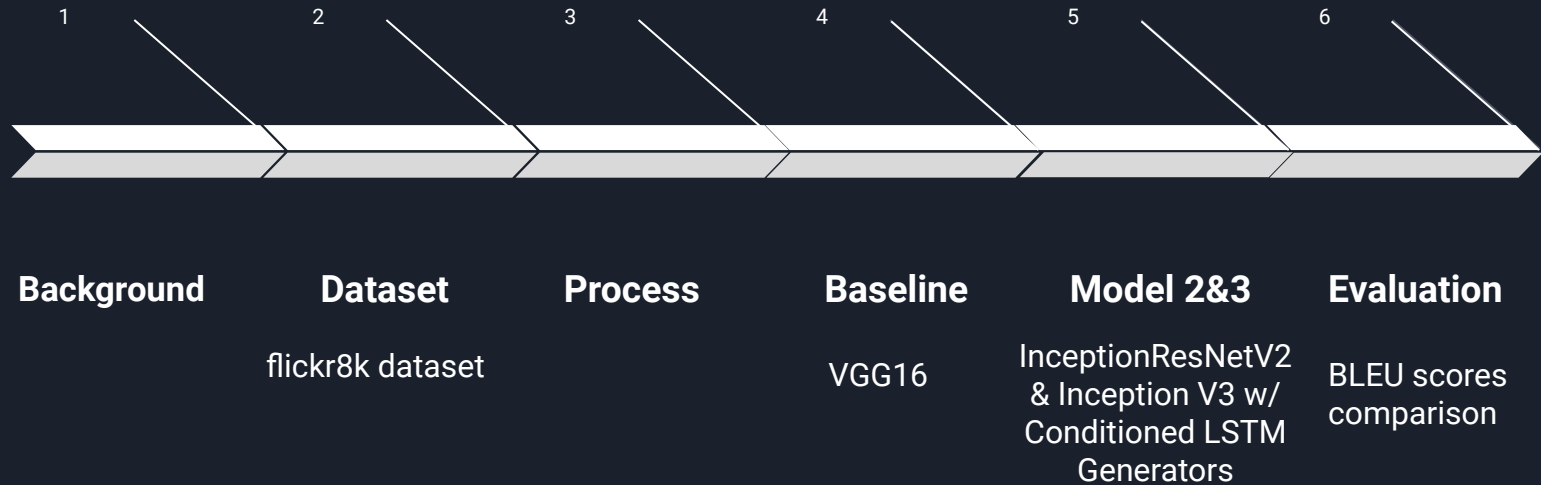 1
2
3
4
5
6
Background
Dataset
Process
Baseline
Model 2&3
Evaluation
flickr8k dataset
VGG16
InceptionResNetV2
& Inception V3 w/
Conditioned LSTM
Generators
BLEU scores
comparison